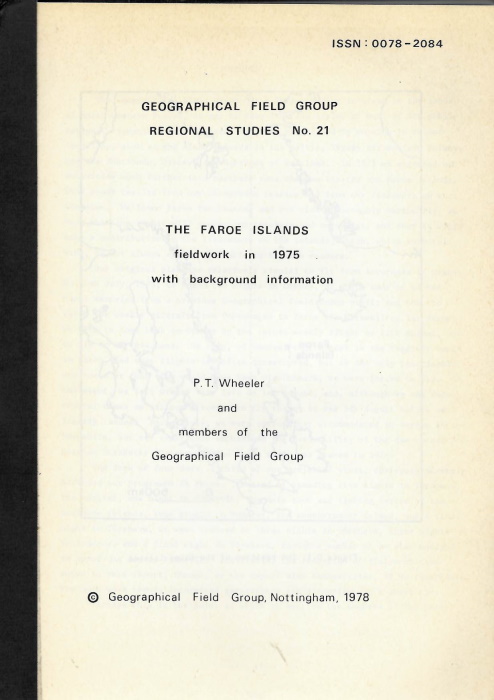 ISSN : 0078-2084
GEOGRAPHICAL FIELD GROUP
REGIONAL STUDIES No. 21
THE FAROE ISLANDS
fieldwork in 1975
with background information
P.T. Wheeler
and
members of the
Geographical Field Group
© Geographical Field Group, Nottingham, 1978